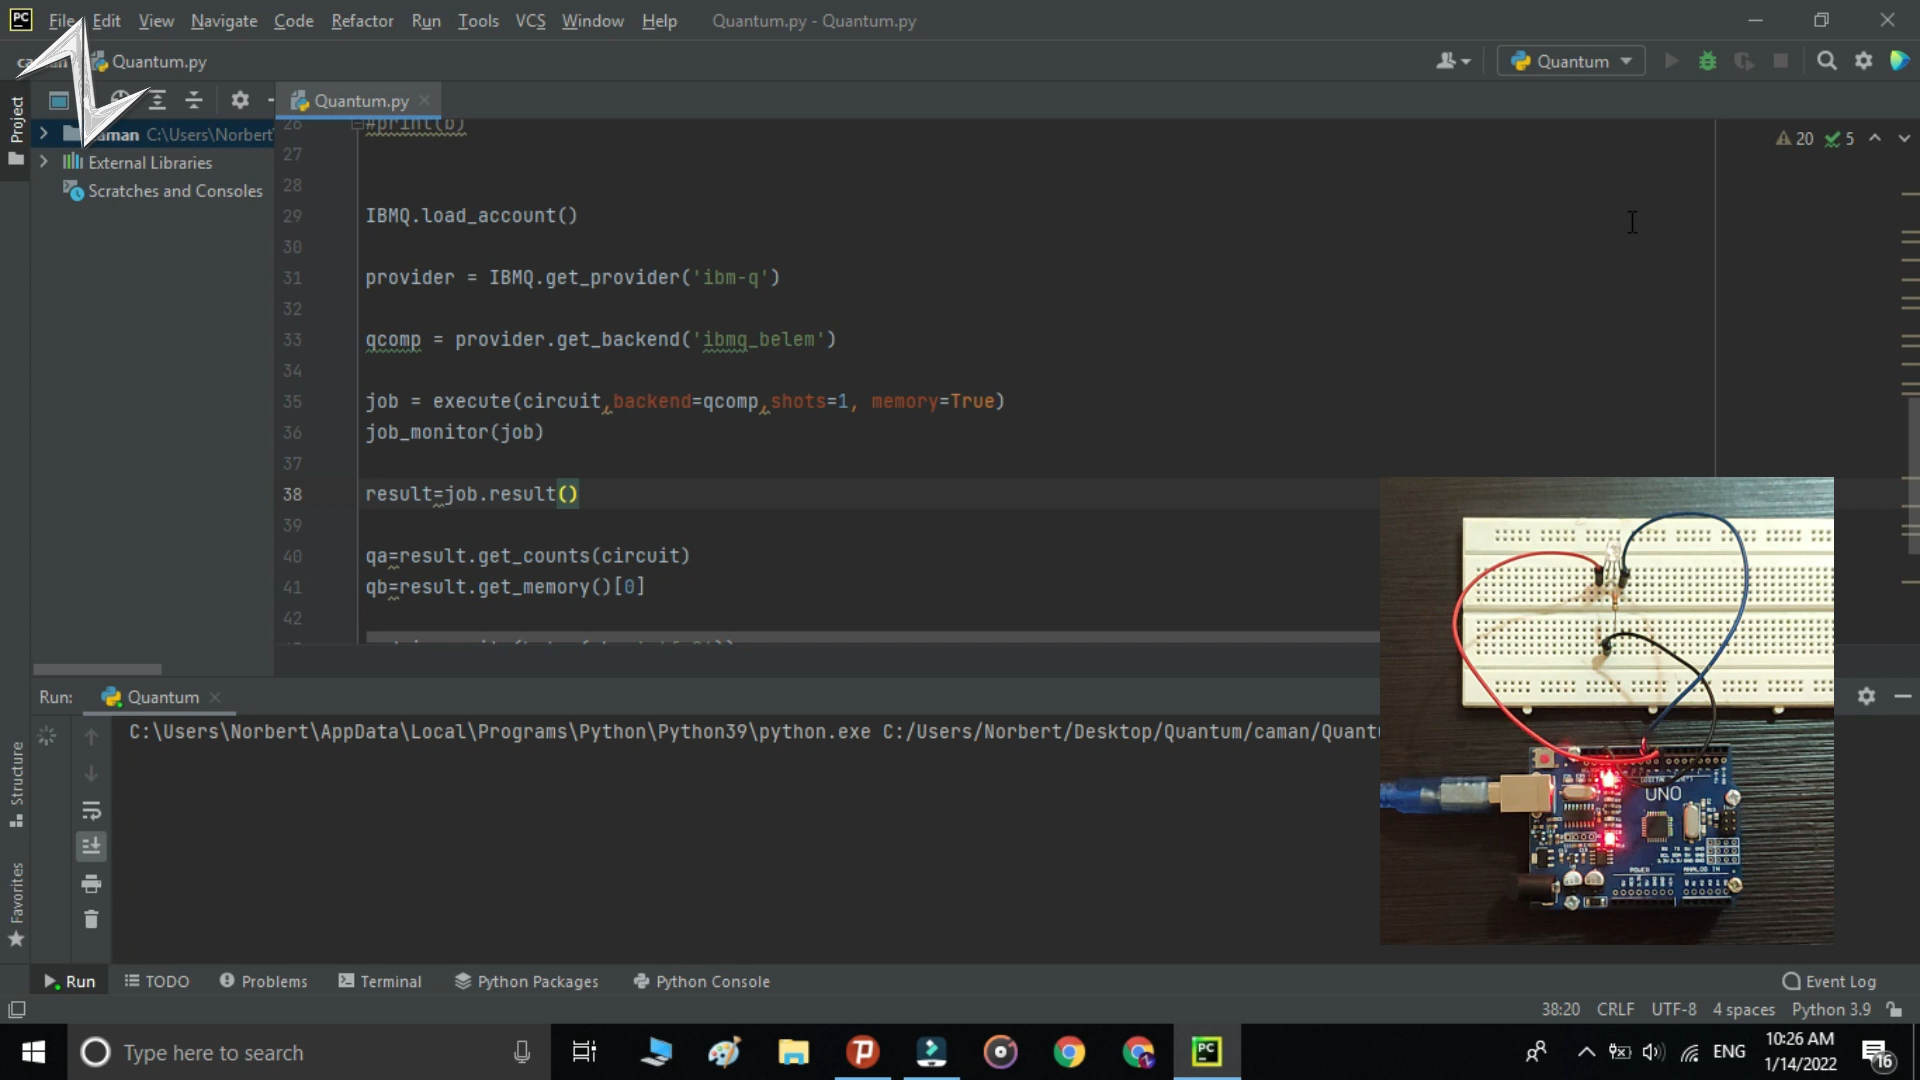 PC File Edit View Navigate Code Refactor Run Tools VCS Window Help Quantum.py - Quantum.py
Quantum.py
Quantum
Project
Quantum.py
C:\Users\Norbert
External Libraries
Scratches and Consoles
20 5
26 #print(b)
27
28
29 IBMQ.load_account()
30
31 provider = IBMQ.get_provider('ibm-q')
32
33 qcomp = provider.get_backend('ibmq_belem')
34
35 job = execute(circuit,backend=qcomp,shots=1, memory=True)
36 job_monitor(job)
37
38 result=job.result()
39
40 qa=result.get_counts(circuit)
41 qb=result.get_memory()[0]
42
Run: Quantum
C:\Users\Norbert\AppData\Local\Programs\Python\Python39\python.exe C:/Users/Norbert/Desktop/Quantum/caman/Quant
UNO
POWER ANALOG IN
Structure
Favorites
Run TODO Problems Terminal Python Packages Python Console Event Log
38:20 CRLF UTF-8 4 spaces Python 3.9
Type here to search
PC
ENG
10:26 AM
1/14/2022
16